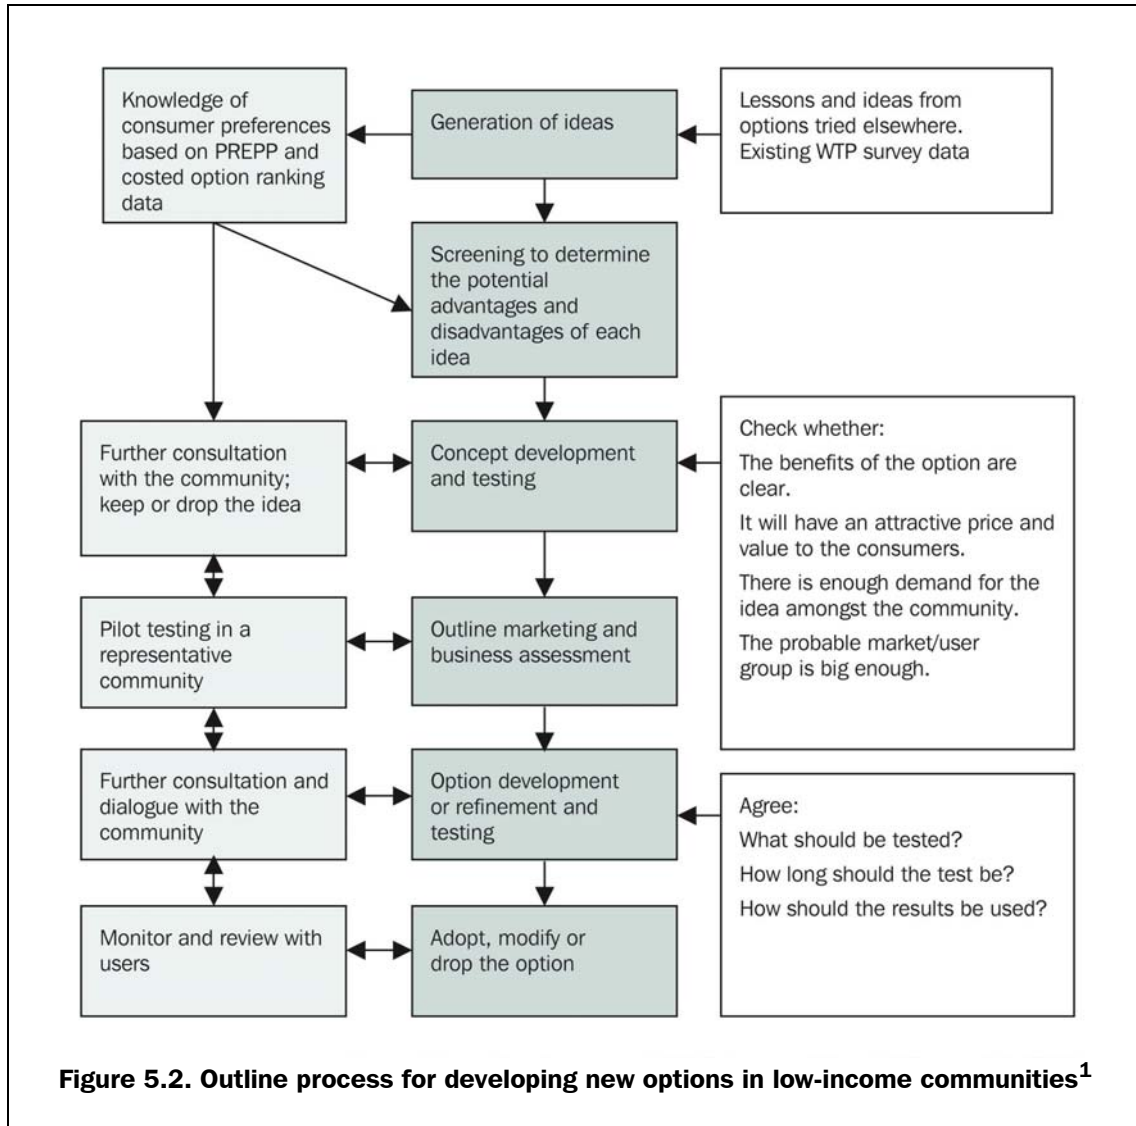 Knowledge of
consumer preferences
based on PREPP and
costed option ranking
data
Generation of ideas
Lessons and ideas from
options tried elsewhere.
Existing WTP survey data
Screening to determine
the potential
advantages and
disadvantages of each
idea
Further consultation
with the community;
keep or drop the idea
Concept development
and testing
Check whether:
The benefits of the option are
clear.
It will have an attractive price and
value to the consumers.
There is enough demand for the
idea amongst the community.
The probable market/user
group is big enough.
Pilot testing in a
representative
community
Outline marketing and
business assessment
Further consultation and
dialogue with the
community
Option development
or refinement and
testing
Agree:
What should be tested?
How long should the test be?
How should the results be used?
Monitor and review with
users
Adopt, modify or
drop the option
Figure 5.2. Outline process for developing new options in low-income communities1